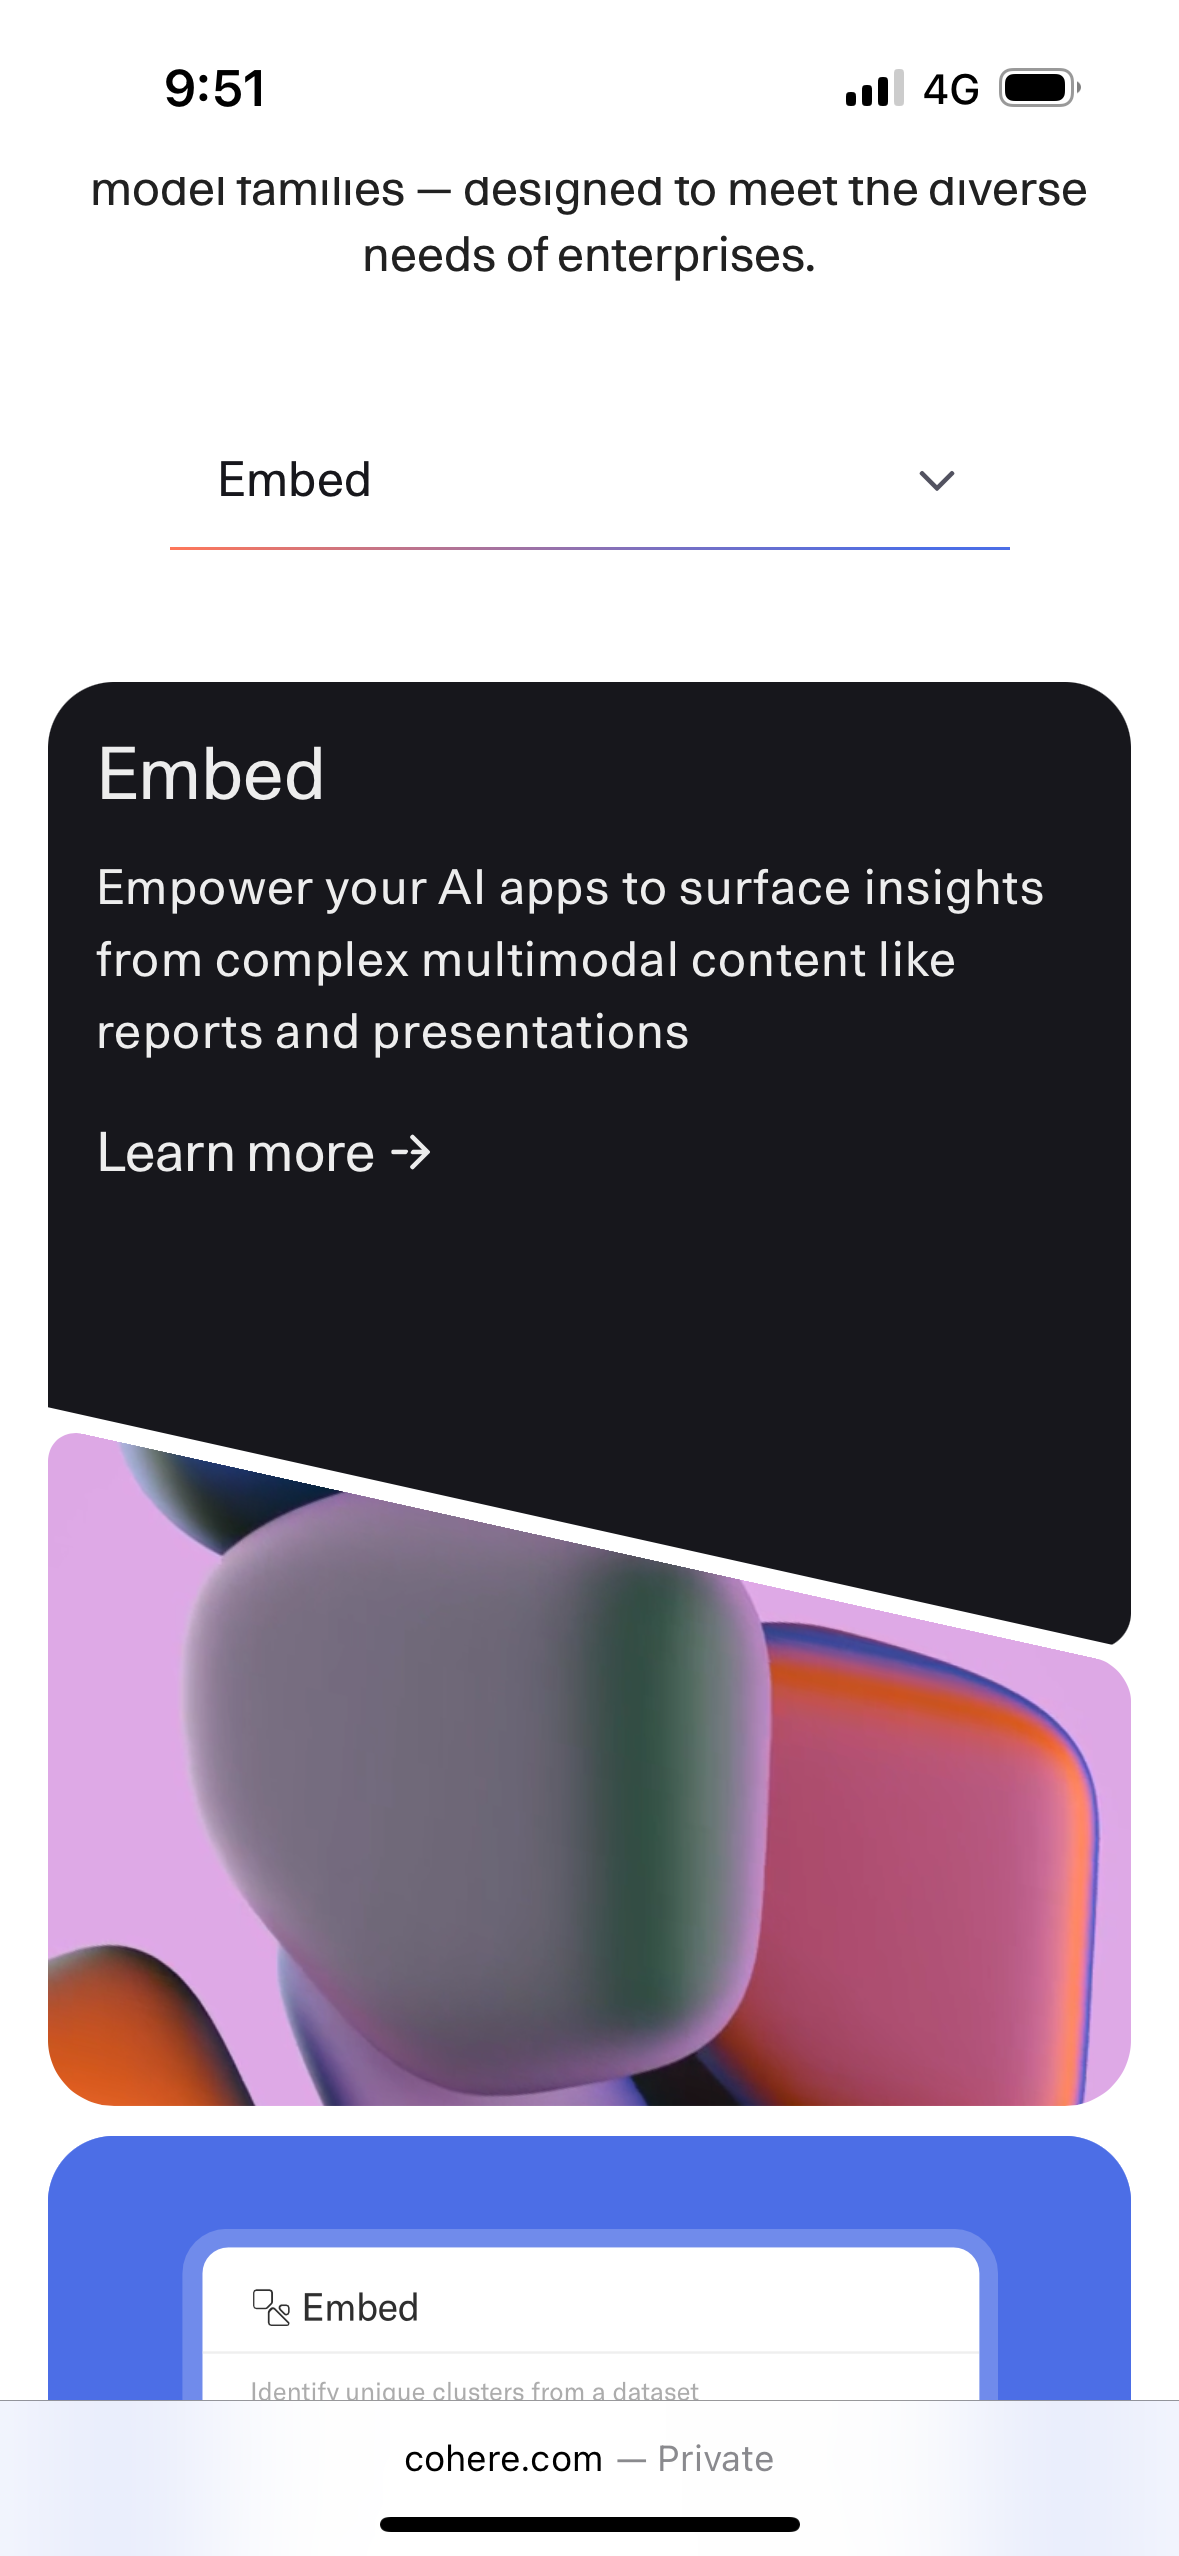 9:51
4G
model families — designed to meet the diverse
needs of enterprises.
Embed
Embed
Empower your AI apps to surface insights
from complex multimodal content like
reports and presentations
Learn more →
Embed
Identify unique clusters from a dataset
cohere.com — Private